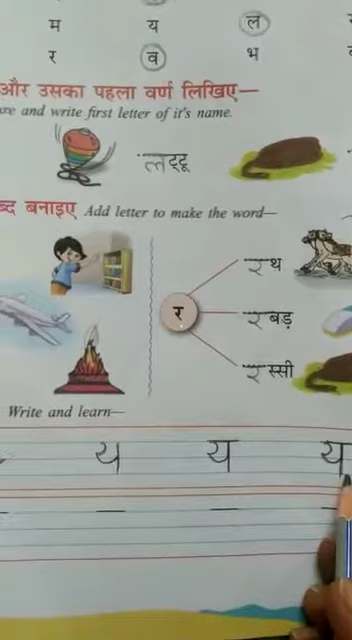 म य ल
र व भ
और उसका पहला वर्ण लिखिए—
and write first letter of it's name.
लट्टू
बनाइए Add letter to make the word—
रथ
र
रबड़
रस्सी
Write and learn—
य य य